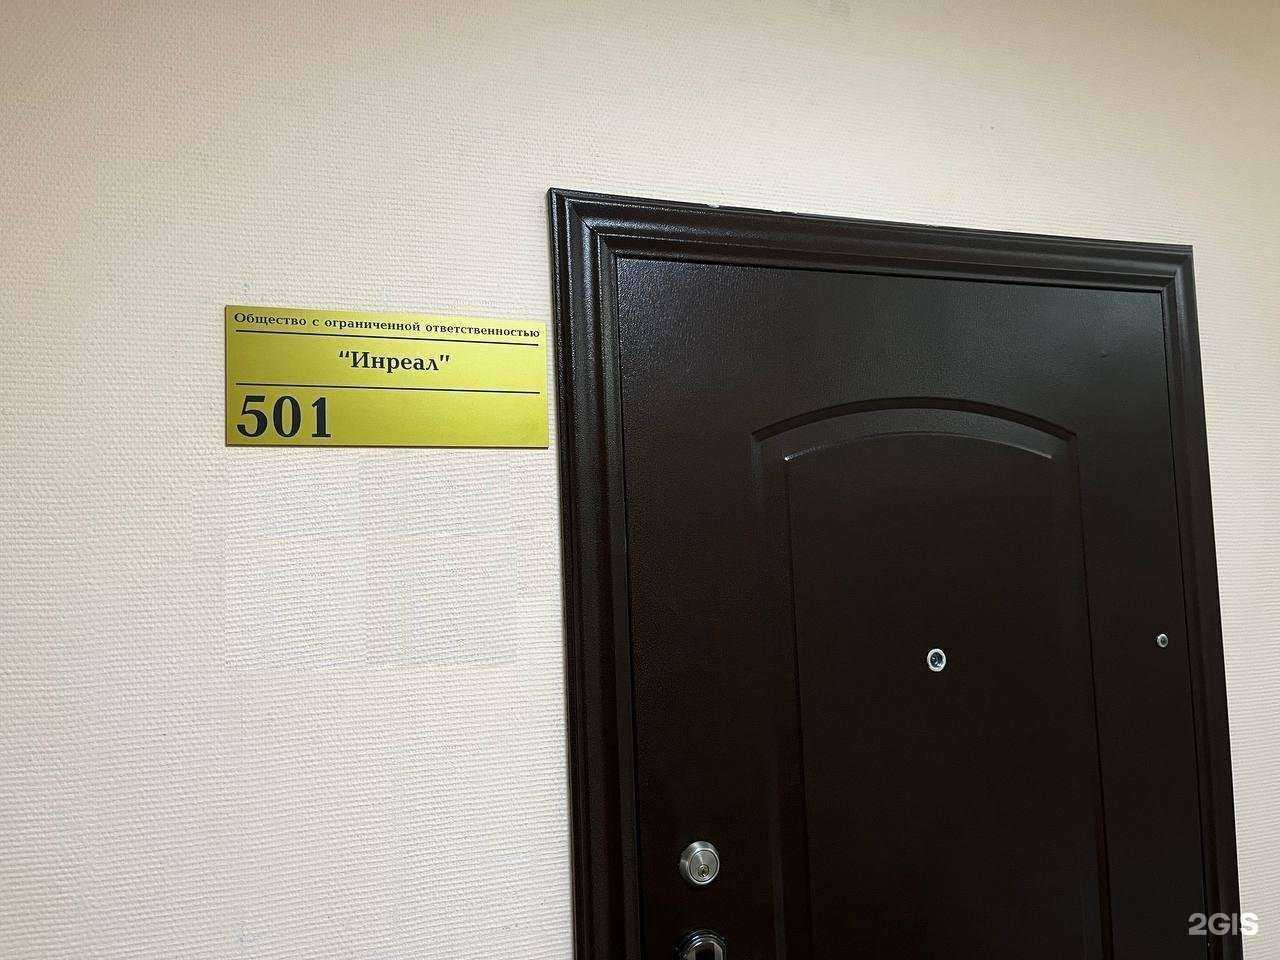 Общество с ограниченной ответственностью
“Инреал”
501
2GIS